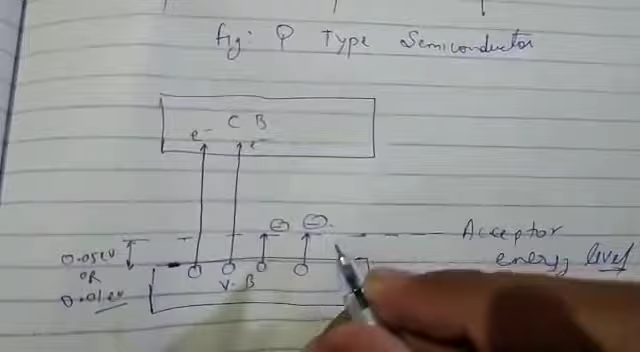 fig: P Type Semiconductor
C B
e⁻ e⁻
⊖ ⊖
Acceptor
energy level
0.05eV
OR
0.01ev
V.B